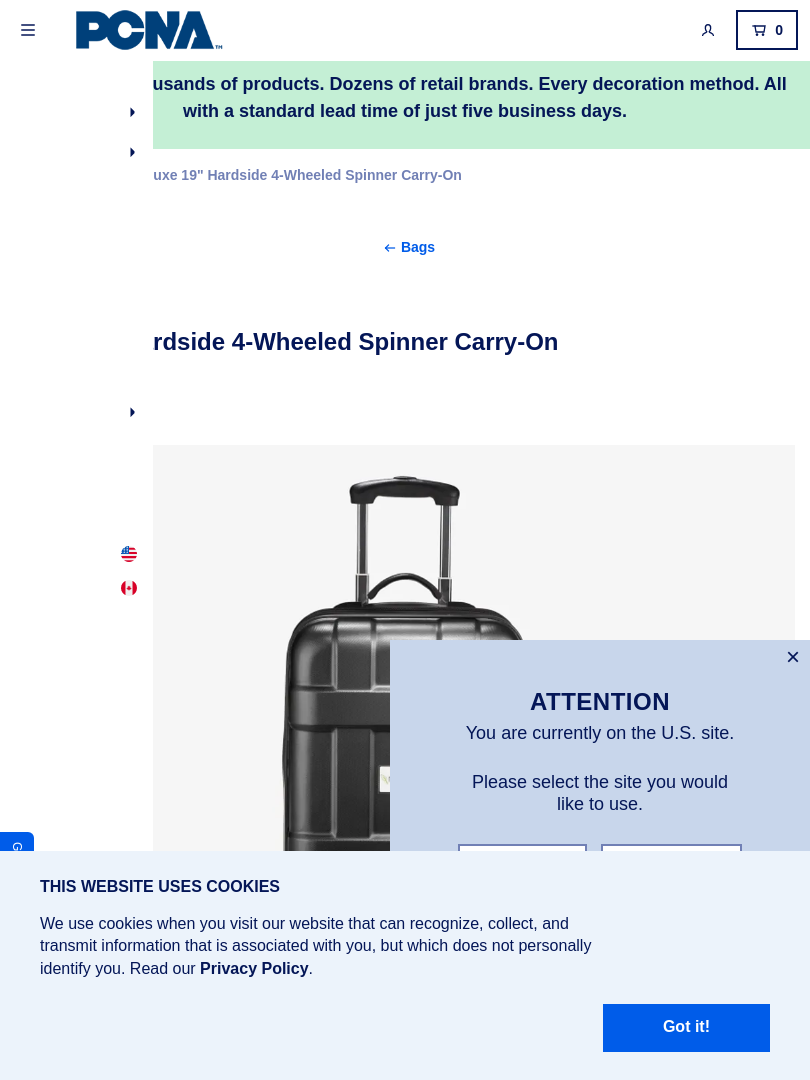 PCNA
0
usands of products. Dozens of retail brands. Every decoration method. All
with a standard lead time of just five business days.
uxe 19" Hardside 4-Wheeled Spinner Carry-On
← Bags
rdside 4-Wheeled Spinner Carry-On
ATTENTION
You are currently on the U.S. site.
Please select the site you would
like to use.
G
THIS WEBSITE USES COOKIES
We use cookies when you visit our website that can recognize, collect, and
transmit information that is associated with you, but which does not personally
identify you. Read our Privacy Policy.
Got it!